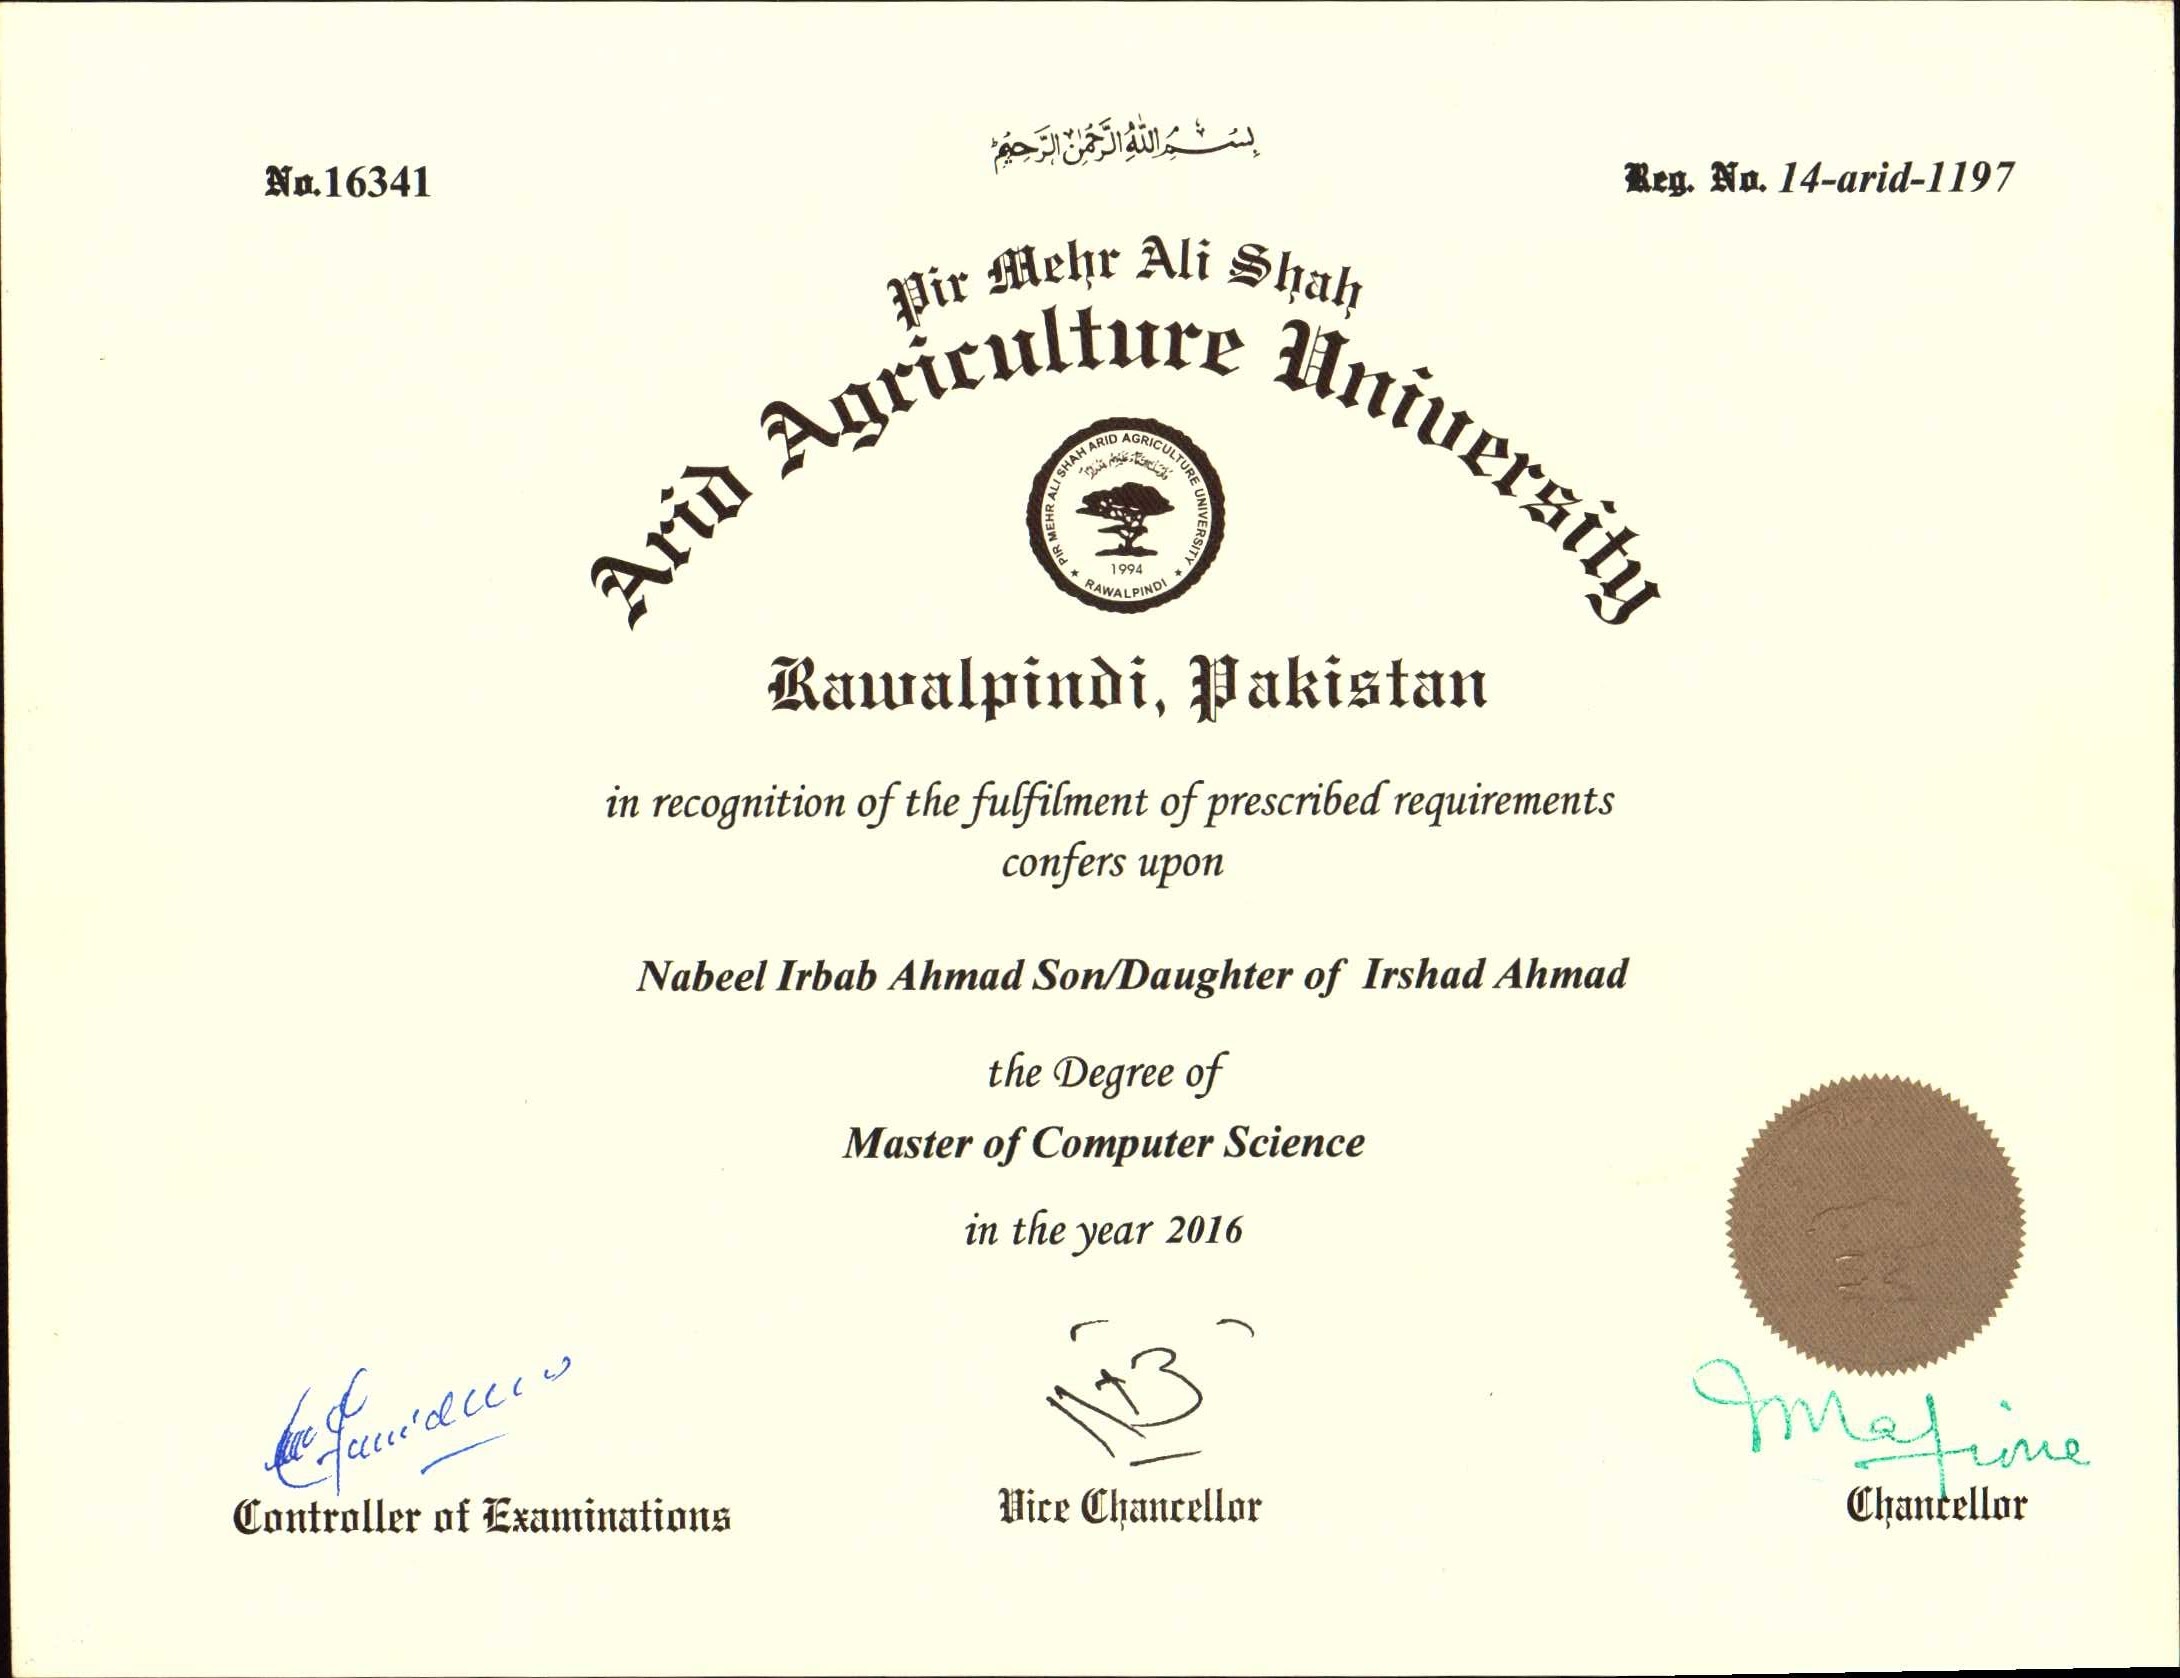 بِسْمِ اللّٰهِ الرَّحْمٰنِ الرَّحِيْمِ
No.16341
Reg. No. 14-arid-1197
Pir Mehr Ali Shah
Arid Agriculture University
PIR MEHR ALI SHAH ARID AGRICULTURE UNIVERSITY
1994
RAWALPINDI
Rawalpindi, Pakistan
in recognition of the fulfilment of prescribed requirements
confers upon
Nabeel Irbab Ahmad Son/Daughter of Irshad Ahmad
the Degree of
Master of Computer Science
in the year 2016
Controller of Examinations
Vice Chancellor
Chancellor